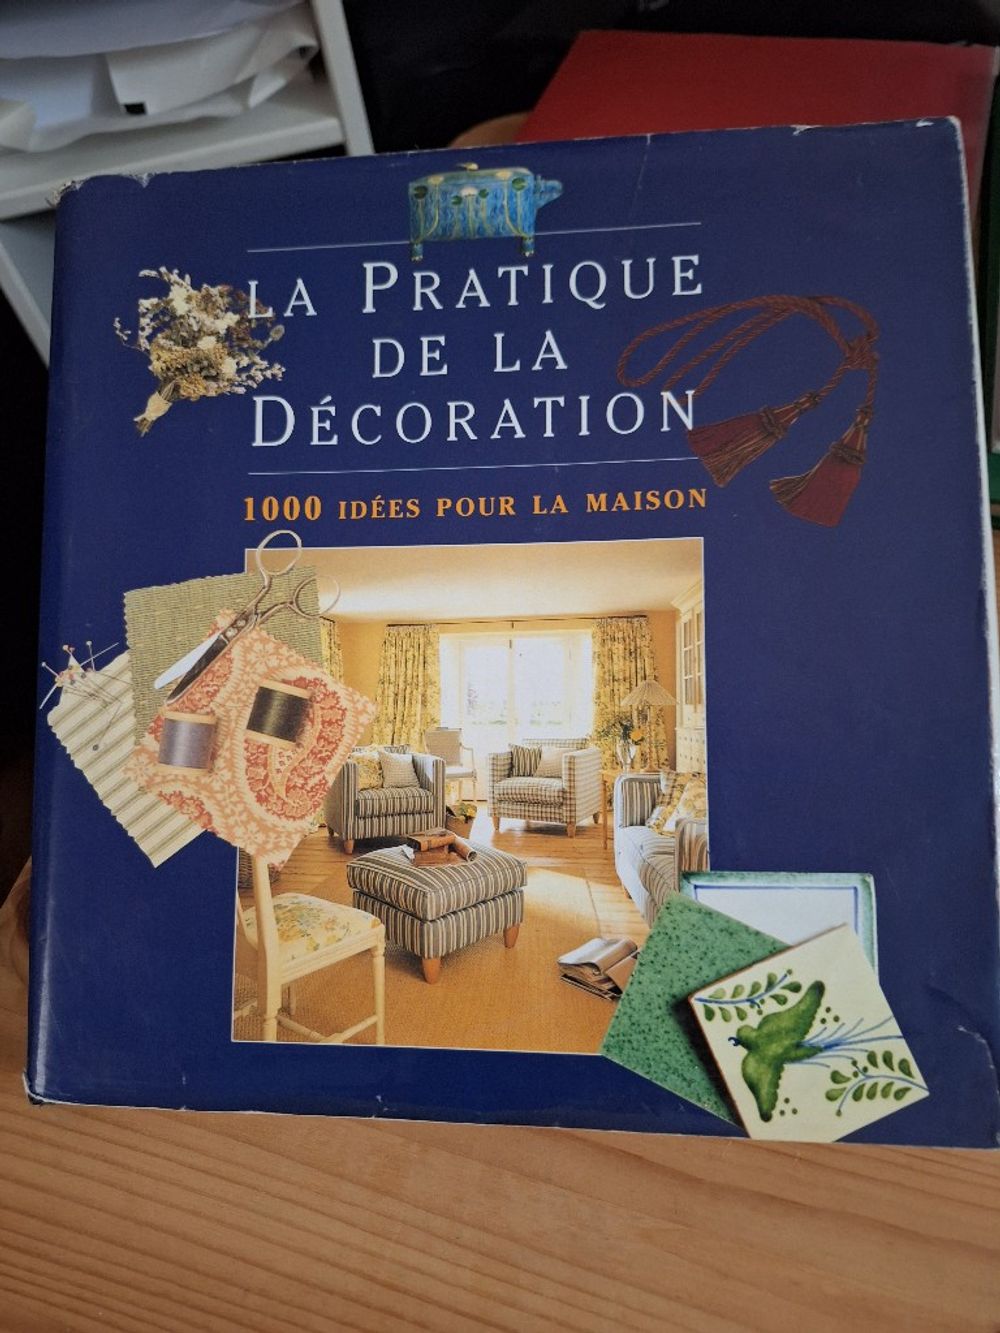 LA PRATIQUE
DE LA
DÉCORATION
1000 IDÉES POUR LA MAISON